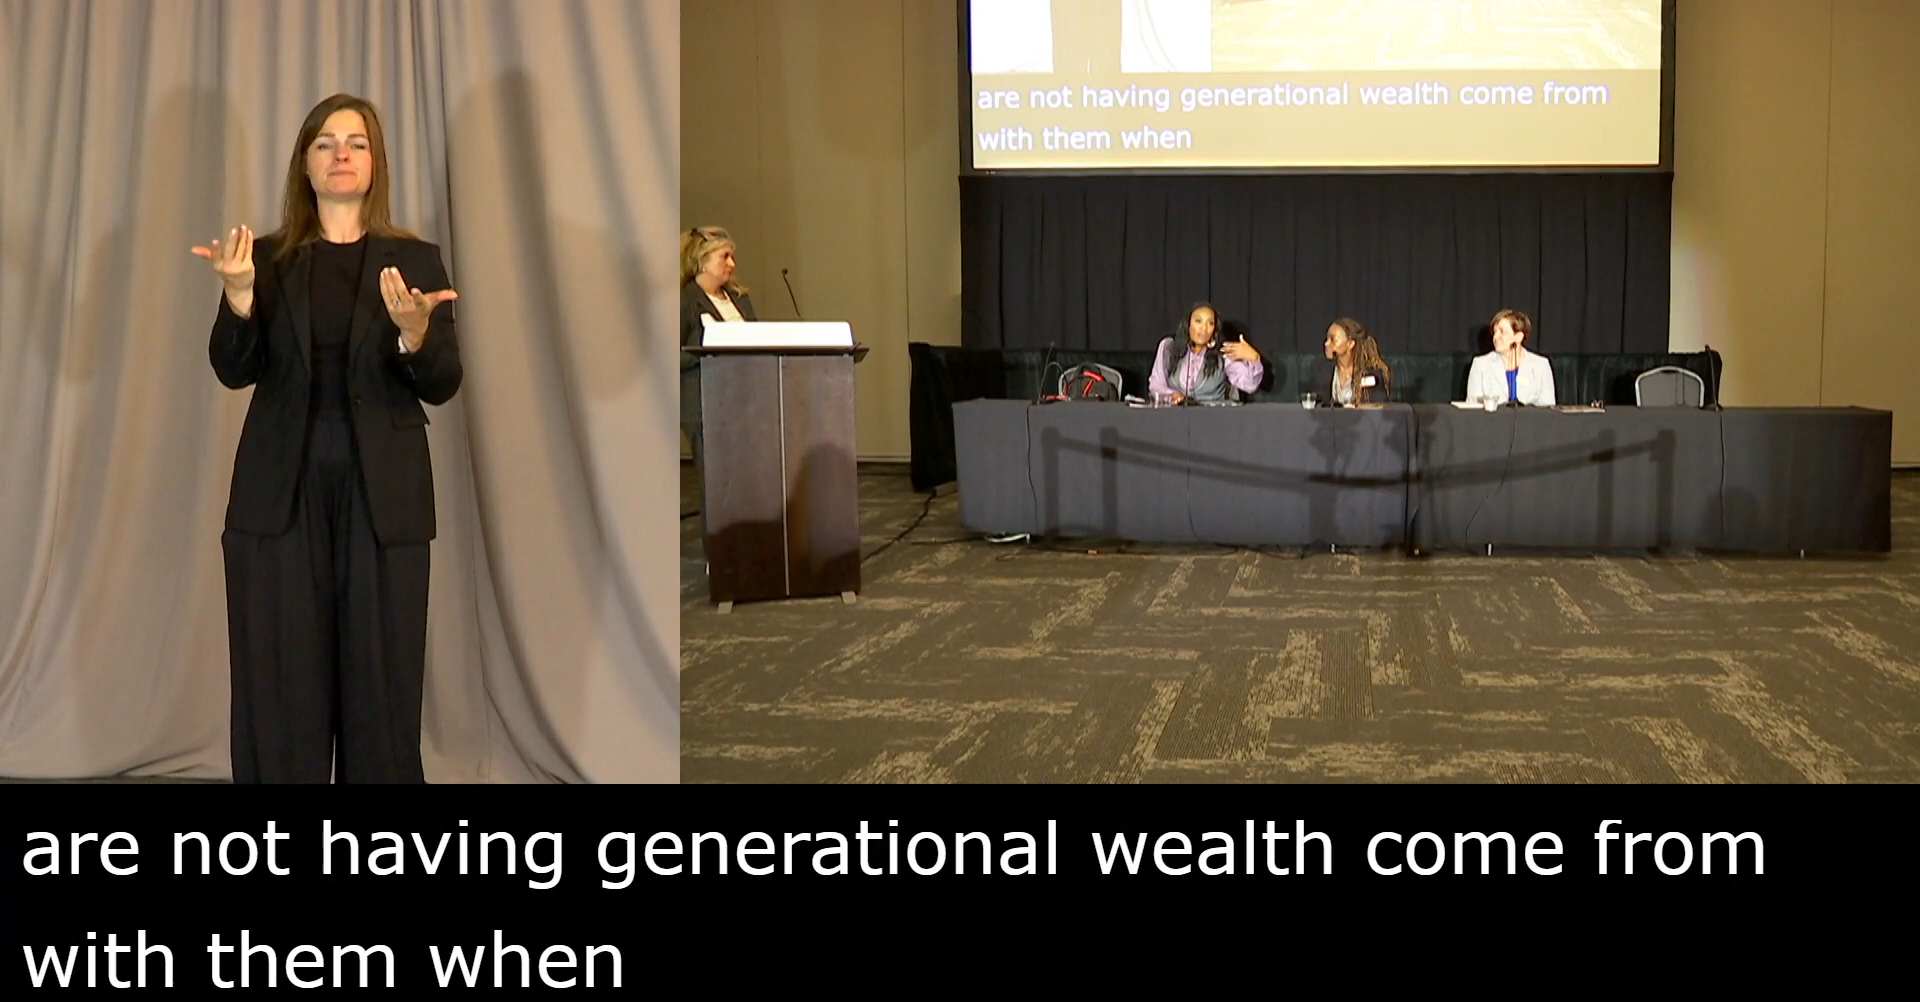 are not having generational wealth come from
with them when
are not having generational wealth come from
with them when